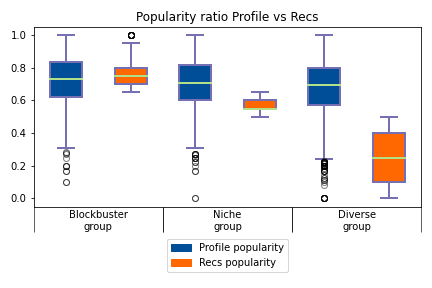 Popularity ratio Profile vs Recs
1.0
0.8
0.6
0.4
0.2
0.0
Blockbuster
group
Niche
group
Diverse
group
Profile popularity
Recs popularity